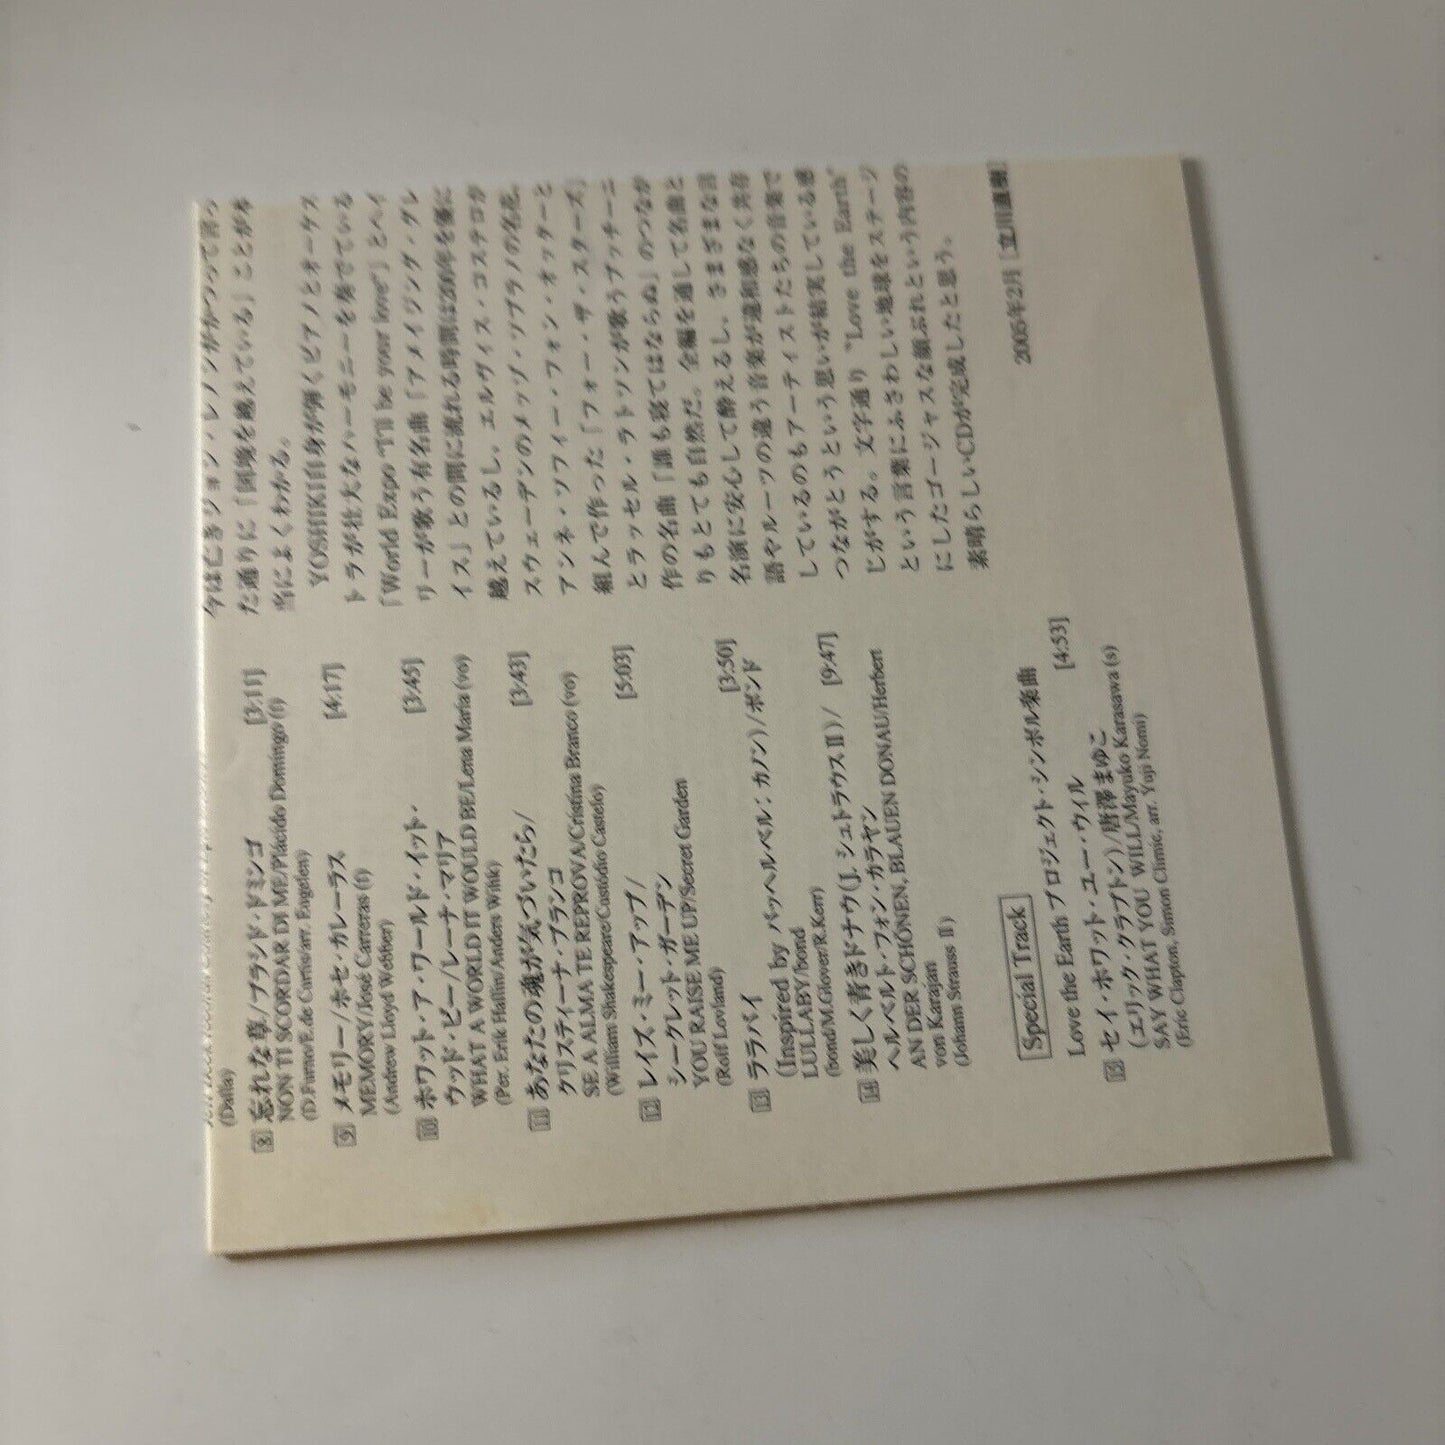 (Dalla)
8 忘れな草/プラシド・ドミンゴ [3:11]
NON TI SCORDAR DI ME/Plácido Domingo (f)
(D.Furno/E.de Curtis/arr. Engelen)
9 メモリー/ホセ・カレーラス [4:17]
MEMORY/José Carreras (f)
(Andrew Lloyd Webber)
10 ホワット・ア・ワールド・イット・ [3:45]
ウッド・ビー/レーナ・マリア
WHAT A WORLD IT WOULD BE/Lena Maria (vo)
(Per. Erik Hallin/Anders Wihk)
11 あなたの魂が気づいたら/ [3:43]
クリスティーナ・ブランコ
SE A ALMA TE REPROVA/Cristina Branco (vo)
(William Shakespeare/Custódio Castelo)
12 レイズ・ミー・アップ/ [5:03]
シークレット・ガーデン
YOU RAISE ME UP/Secret Garden
(Rolf Lovland)
13 ララバイ [3:50]
(Inspired by パッヘルベル:カノン)/ボンド
LULLABY/bond
(bond/M.Glover/R.Kerr)
14 美しく青きドナウ(J. シュトラウスⅡ)/ [9:47]
ヘルベルト・フォン・カラヤン
AN DER SCHÖNEN, BLAUEN DONAU/Herbert
von Karajan
(Johann Strauss Ⅱ)
Special Track
Love the Earth プロジェクト・シンボル楽曲
15 セイ・ホワット・ユー・ウィル [4:53]
(エリック・クラプトン)/唐澤まゆこ
SAY WHAT YOU WILL/Mayuko Karasawa (s)
(Eric Clapton, Simon Climie, arr. Yuji Nomi)
今は亡きジョン・レノンがかつて言っ
た通りに「国境を越えている」ことが本
当によくわかる。
YOSHIKI自身が弾くピアノとオーケス
トラが壮大なハーモニーを奏でている
「World Expo “I'll be your love”」とヘイ
リーが歌う有名曲「アメイジング・グレ
イス」との間に流れる時間は200年を優に
越えているし、エルヴィス・コステロが
スウェーデンのメッゾ・ソプラノの名花、
アンネ・ソフィー・フォン・オッターと
組んで作った「フォー・ザ・スターズ」
とラッセル・ラトソンが歌うプッチーニ
作の名曲「誰も寝てはならぬ」のつなが
りもとても自然だ。全編を通して名曲と
名演に安心して酔えるし、さまざまな言
語やルーツの違う音楽が違和感なく共存
しているのもアーティストたちの音楽で
つながとうという思いが結実している感
じがする。文字通り “Love the Earth”
という言葉にふさわしい地球をステージ
にしたゴージャスな顔ぶれという内容の
素晴らしいCDが完成したと思う。
2005年2月 [立川直樹]